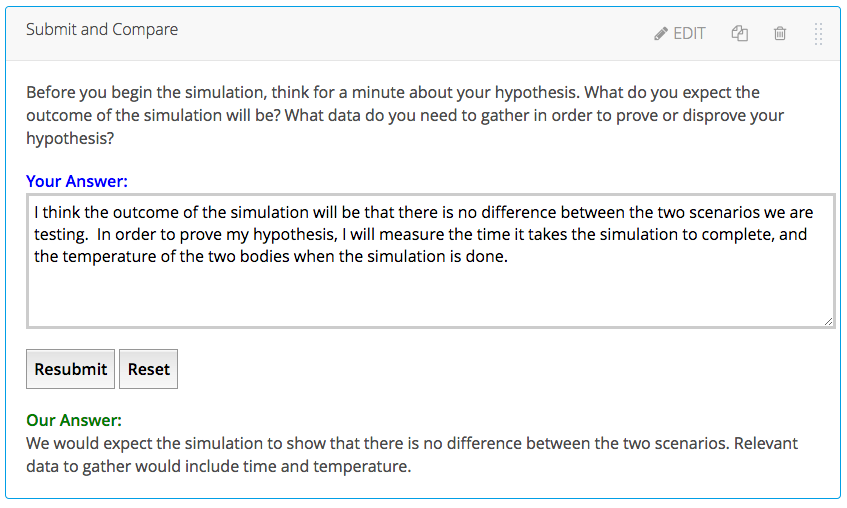 Submit and Compare
EDIT
Before you begin the simulation, think for a minute about your hypothesis. What do you expect the
outcome of the simulation will be? What data do you need to gather in order to prove or disprove your
hypothesis?
Your Answer:
I think the outcome of the simulation will be that there is no difference between the two scenarios we are
testing.  In order to prove my hypothesis, I will measure the time it takes the simulation to complete, and
the temperature of the two bodies when the simulation is done.
Resubmit
Reset
Our Answer:
We would expect the simulation to show that there is no difference between the two scenarios. Relevant
data to gather would include time and temperature.